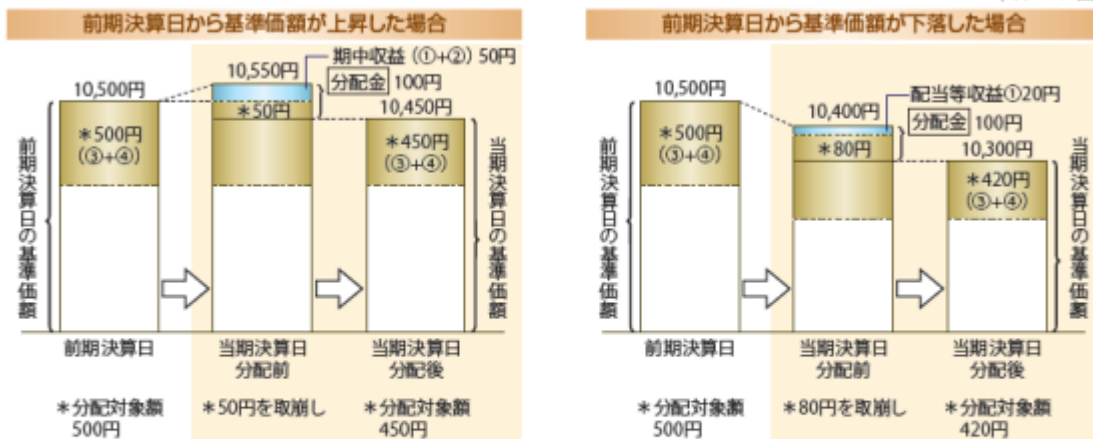 前期決算日から基準価額が上昇した場合
期中収益(①+②)50円
10,550円
分配金 100円
10,500円
10,450円
*50円
*500円
(③+④)
*450円
(③+④)
前期決算日の基準価額
当期決算日の基準価額
前期決算日
当期決算日
分配前
当期決算日
分配後
*分配対象額
500円
*50円を取崩し
*分配対象額
450円
前期決算日から基準価額が下落した場合
10,500円
配当等収益①20円
10,400円
分配金 100円
*500円
(③+④)
*80円
10,300円
*420円
(③+④)
前期決算日の基準価額
当期決算日の基準価額
前期決算日
当期決算日
分配前
当期決算日
分配後
*分配対象額
500円
*80円を取崩し
*分配対象額
420円